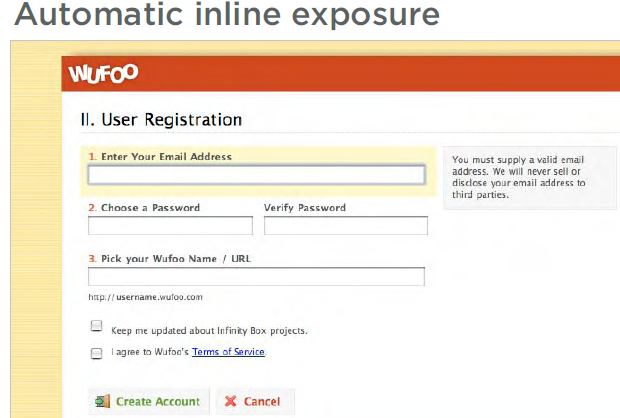 Automatic inline exposure
WUFOO
II. User Registration
1. Enter Your Email Address
You must supply a valid email
address. We will never sell or
disclose your email address to
third parties.
2. Choose a Password
Verify Password
3. Pick your Wufoo Name / URL
http://username.wufoo.com
Keep me updated about Infinity Box projects.
I agree to Wufoo's Terms of Service.
Create Account
Cancel